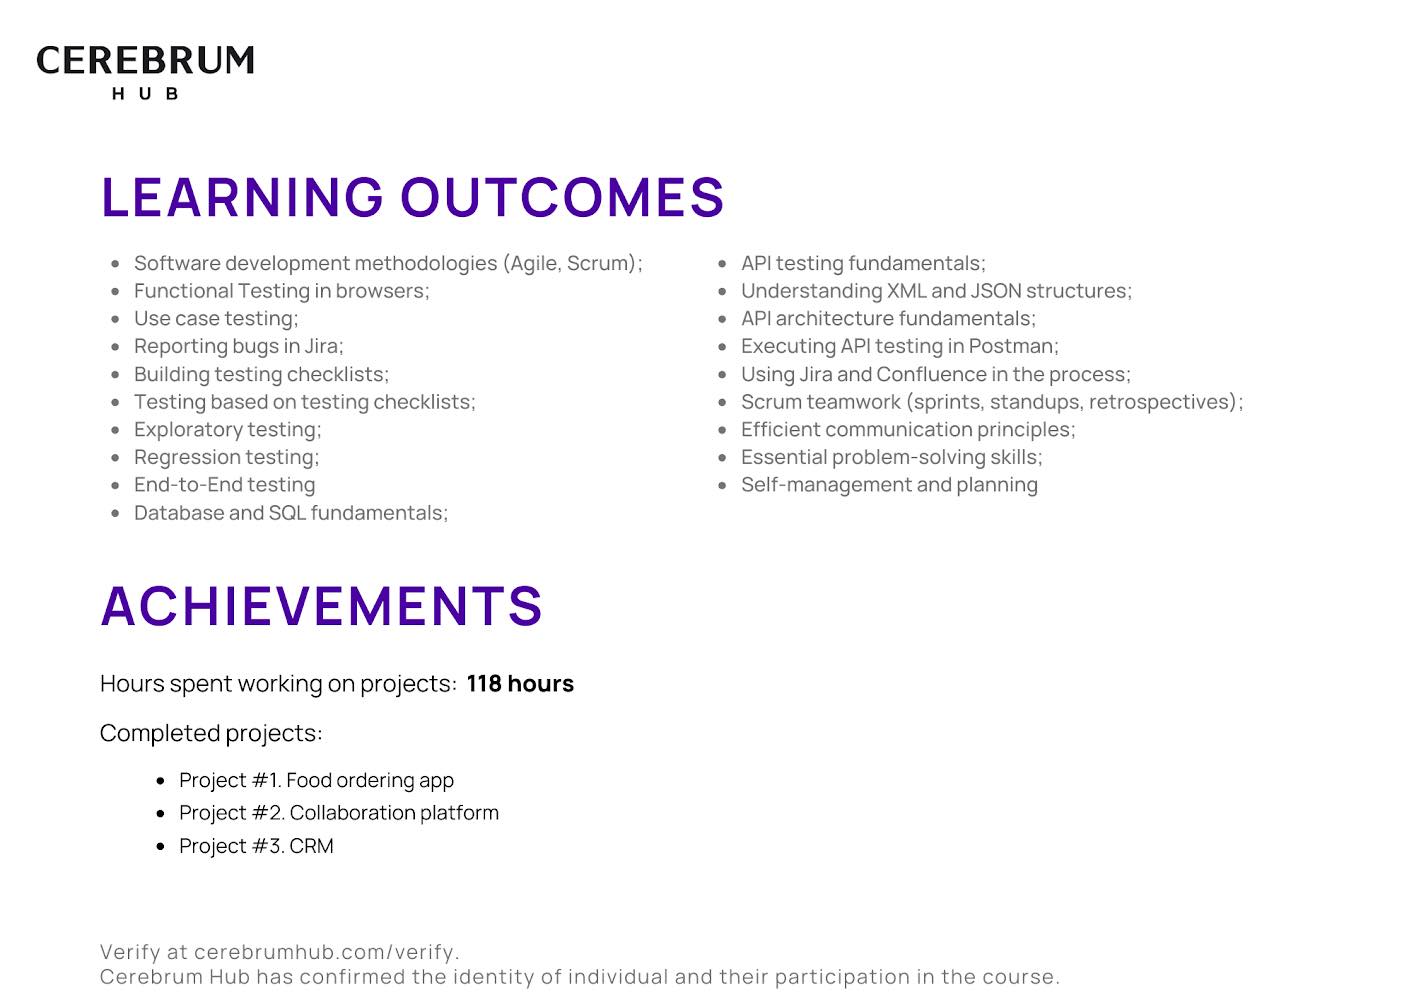 CEREBRUM
HUB
LEARNING OUTCOMES
• Software development methodologies (Agile, Scrum);
• Functional Testing in browsers;
• Use case testing;
• Reporting bugs in Jira;
• Building testing checklists;
• Testing based on testing checklists;
• Exploratory testing;
• Regression testing;
• End-to-End testing
• Database and SQL fundamentals;
• API testing fundamentals;
• Understanding XML and JSON structures;
• API architecture fundamentals;
• Executing API testing in Postman;
• Using Jira and Confluence in the process;
• Scrum teamwork (sprints, standups, retrospectives);
• Efficient communication principles;
• Essential problem-solving skills;
• Self-management and planning
ACHIEVEMENTS
Hours spent working on projects: 118 hours
Completed projects:
• Project #1. Food ordering app
• Project #2. Collaboration platform
• Project #3. CRM
Verify at cerebrumhub.com/verify.
Cerebrum Hub has confirmed the identity of individual and their participation in the course.